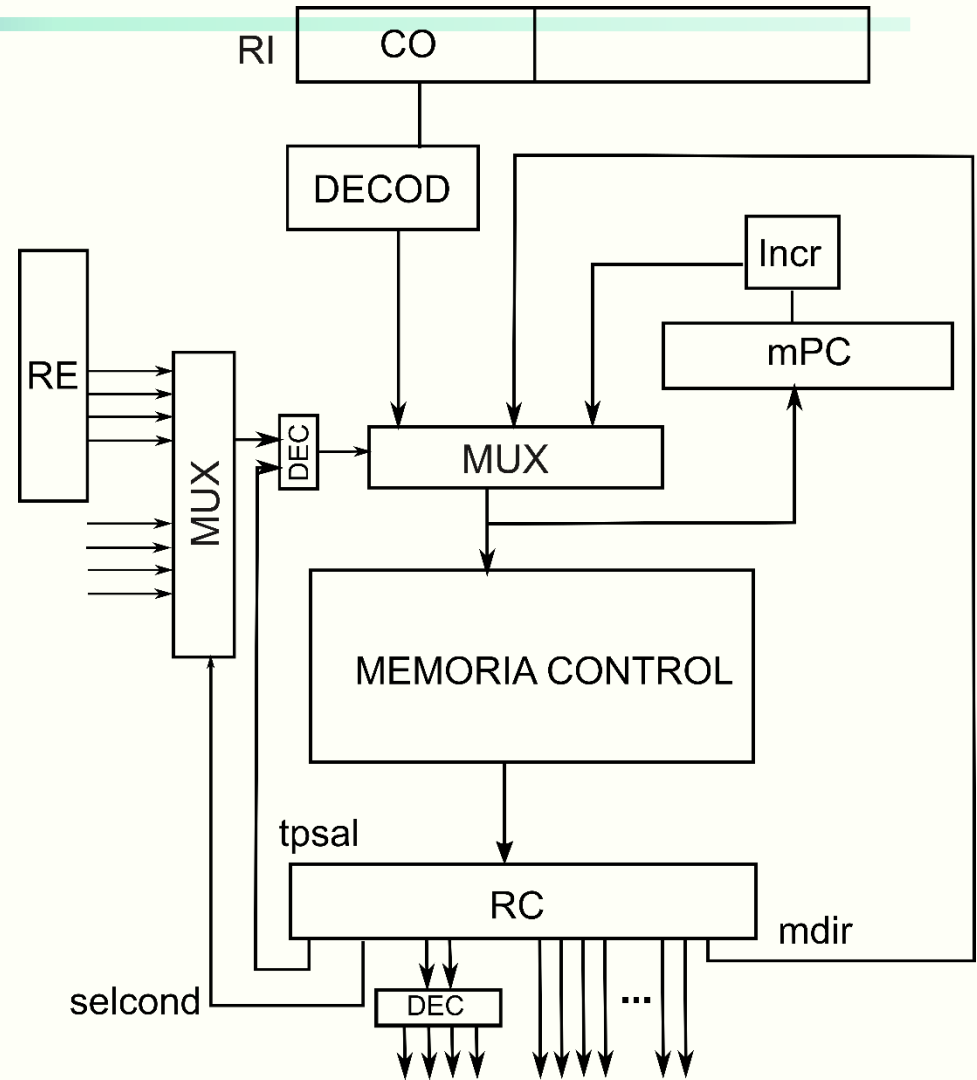 RI
CO
DECOD
Incr
mPC
RE
MUX
DEC
MUX
MEMORIA CONTROL
tpsal
RC
mdir
selcond
DEC
...